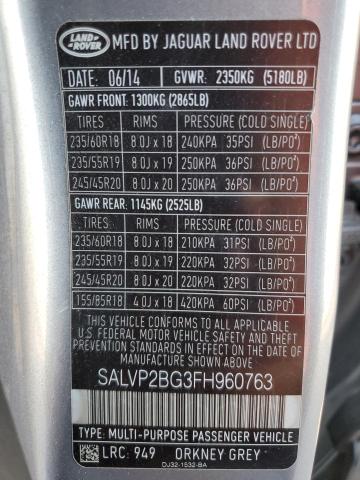 LAND ROVER MFD BY JAGUAR LAND ROVER LTD
DATE: 06/14 GVWR: 2350KG (5180LB)
GAWR FRONT: 1300KG (2865LB)
TIRES RIMS PRESSURE (COLD SINGLE)
235/60R18 8.0J x 18 240KPA 35PSI (LB/PO²)
235/55R19 8.0J x 19 250KPA 36PSI (LB/PO²)
245/45R20 8.0J x 20 250KPA 36PSI (LB/PO²)
GAWR REAR: 1145KG (2525LB)
TIRES RIMS PRESSURE (COLD SINGLE)
235/60R18 8.0J x 18 210KPA 31PSI (LB/PO²)
235/55R19 8.0J x 19 220KPA 32PSI (LB/PO²)
245/45R20 8.0J x 20 220KPA 32PSI (LB/PO²)
155/85R18 4.0J x 18 420KPA 60PSI (LB/PO²)
THIS VEHICLE CONFORMS TO ALL APPLICABLE
U.S. FEDERAL MOTOR VEHICLE SAFETY AND
THEFT PREVENTION STANDARDS IN EFFECT ON THE
DATE OF MANUFACTURE SHOWN ABOVE.
SALVP2BG3FH960763
TYPE: MULTI-PURPOSE PASSENGER VEHICLE
LRC: 949 ORKNEY GREY
DJ32-1532-BA